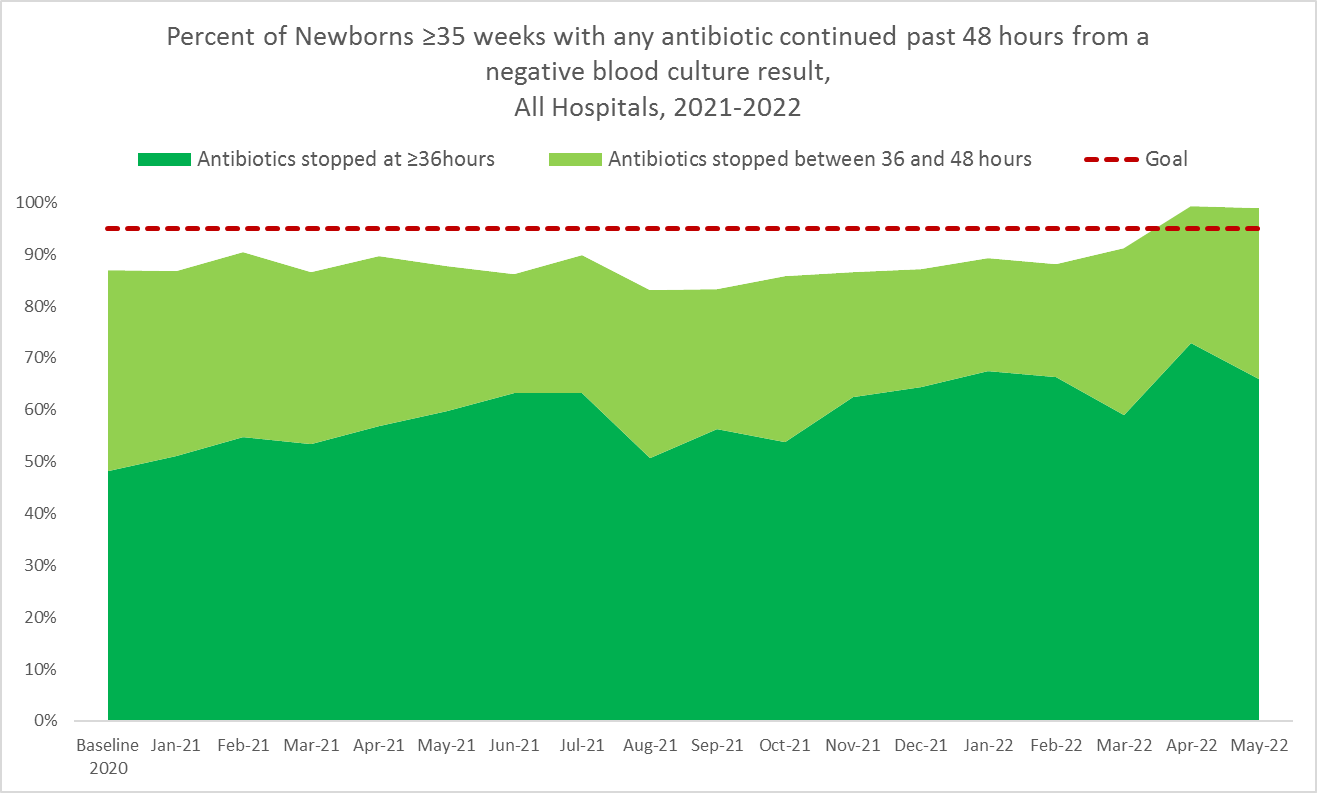 Percent of Newborns ≥35 weeks with any antibiotic continued past 48 hours from a
negative blood culture result,
All Hospitals, 2021-2022
Antibiotics stopped at ≥36hours
Antibiotics stopped between 36 and 48 hours
Goal
100%
90%
80%
70%
60%
50%
40%
30%
20%
10%
0%
Baseline 2020
Jan-21
Feb-21
Mar-21
Apr-21
May-21
Jun-21
Jul-21
Aug-21
Sep-21
Oct-21
Nov-21
Dec-21
Jan-22
Feb-22
Mar-22
Apr-22
May-22